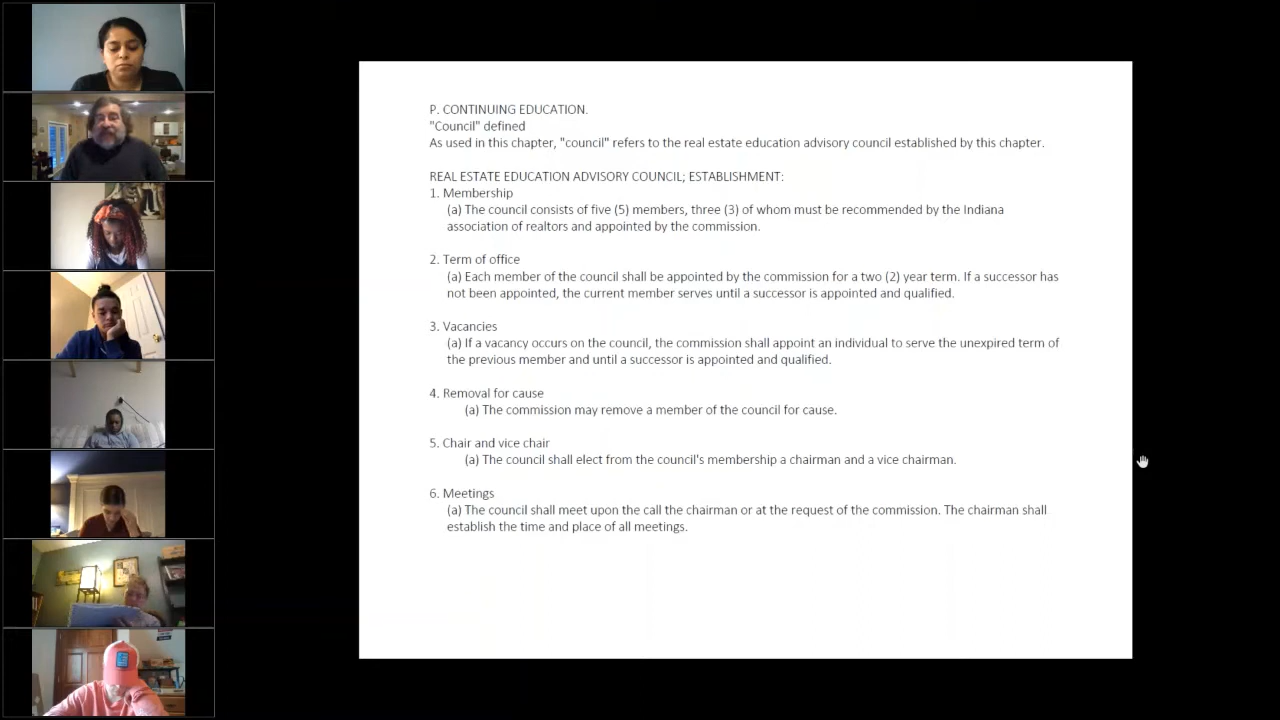 P. CONTINUING EDUCATION.
"Council" defined
As used in this chapter, "council" refers to the real estate education advisory council established by this chapter.
REAL ESTATE EDUCATION ADVISORY COUNCIL; ESTABLISHMENT:
1. Membership
(a) The council consists of five (5) members, three (3) of whom must be recommended by the Indiana
association of realtors and appointed by the commission.
2. Term of office
(a) Each member of the council shall be appointed by the commission for a two (2) year term. If a successor has
not been appointed, the current member serves until a successor is appointed and qualified.
3. Vacancies
(a) If a vacancy occurs on the council, the commission shall appoint an individual to serve the unexpired term of
the previous member and until a successor is appointed and qualified.
4. Removal for cause
(a) The commission may remove a member of the council for cause.
5. Chair and vice chair
(a) The council shall elect from the council's membership a chairman and a vice chairman.
6. Meetings
(a) The council shall meet upon the call the chairman or at the request of the commission. The chairman shall
establish the time and place of all meetings.